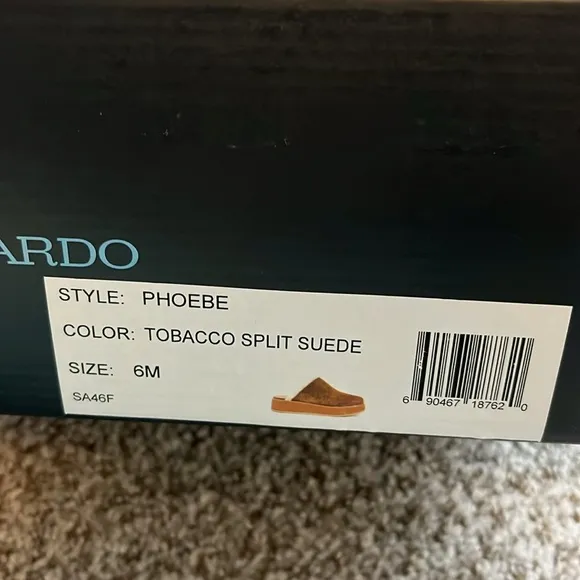 ARDO
STYLE: PHOEBE
COLOR: TOBACCO SPLIT SUEDE
SIZE: 6M
SA46F
6 90467 18762 0